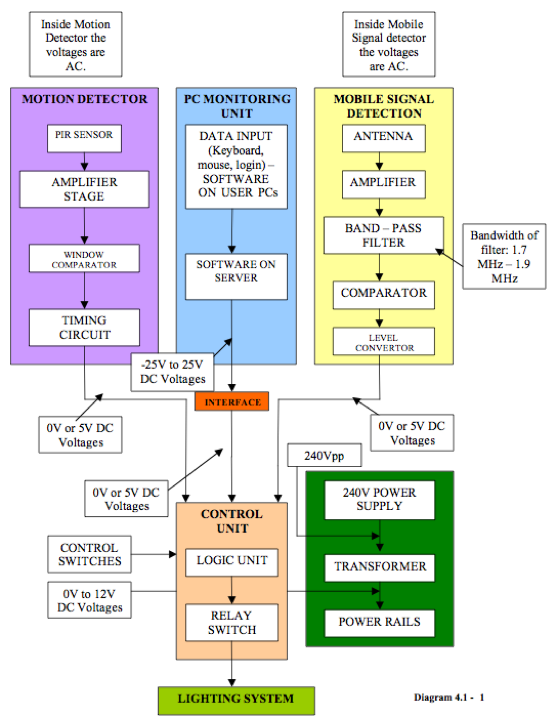 Inside Motion
Detector the
voltages are
AC.
Inside Mobile
Signal detector
the voltages
are AC.
MOTION DETECTOR
PIR SENSOR
AMPLIFIER
STAGE
WINDOW
COMPARATOR
TIMING
CIRCUIT
PC MONITORING
UNIT
DATA INPUT
(Keyboard,
mouse, login) –
SOFTWARE
ON USER PCs
SOFTWARE ON
SERVER
MOBILE SIGNAL
DETECTION
ANTENNA
AMPLIFIER
BAND – PASS
FILTER
COMPARATOR
LEVEL
CONVERTOR
Bandwidth of
filter: 1.7
MHz – 1.9
MHz
-25V to 25V
DC Voltages
INTERFACE
0V or 5V DC
Voltages
0V or 5V DC
Voltages
0V or 5V DC
Voltages
240Vpp
CONTROL
UNIT
LOGIC UNIT
RELAY
SWITCH
CONTROL
SWITCHES
0V to 12V
DC Voltages
240V POWER
SUPPLY
TRANSFORMER
POWER RAILS
LIGHTING SYSTEM
Diagram 4.1 - 1